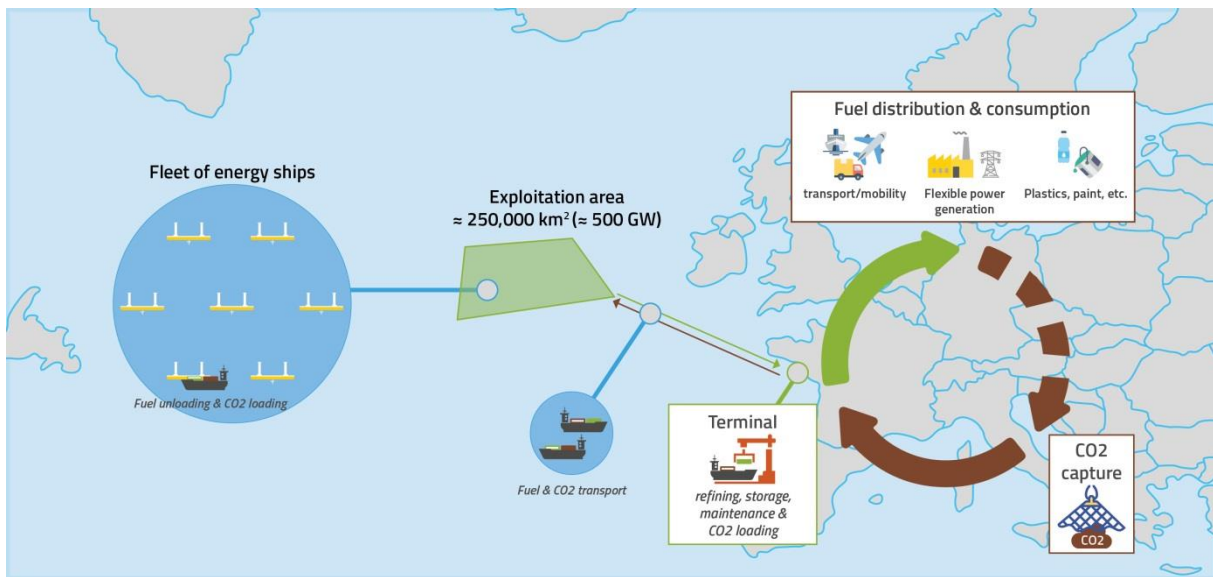 Fleet of energy ships
Fuel unloading & CO2 loading
Exploitation area
≈ 250,000 km² (≈ 500 GW)
Fuel & CO2 transport
Terminal
refining, storage,
maintenance &
CO2 loading
Fuel distribution & consumption
transport/mobility
Flexible power
generation
Plastics, paint, etc.
CO2
capture
CO2